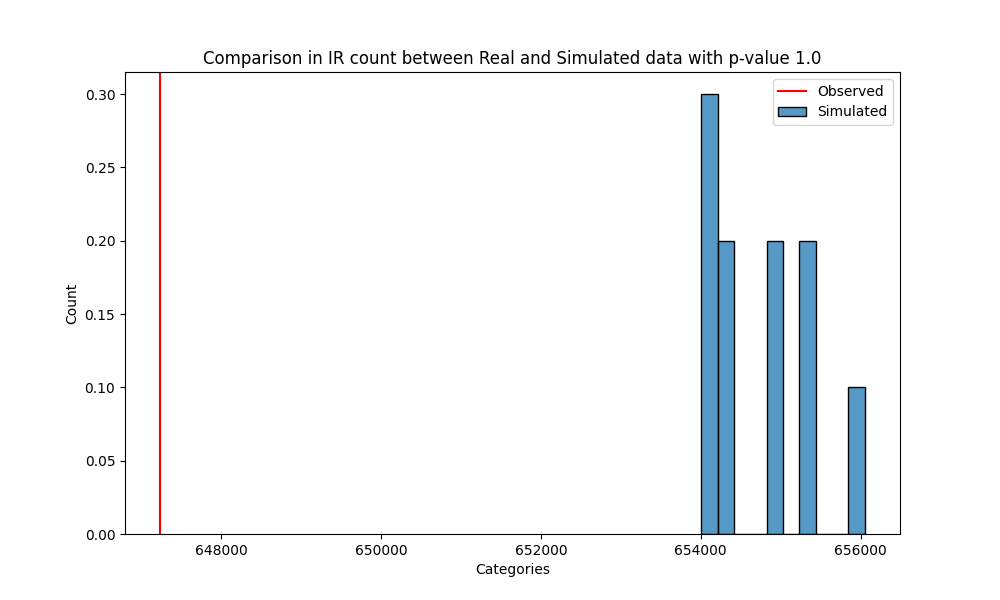 Comparison in IR count between Real and Simulated data with p-value 1.0
Observed
Simulated
0.30
0.25
0.20
0.15
0.10
0.05
0.00
Count
648000 650000 652000 654000 656000
Categories